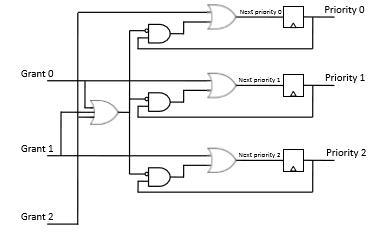 Next priority 0
Priority 0
Grant 0
Next priority 1
Priority 1
Grant 1
Next priority 2
Priority 2
Grant 2